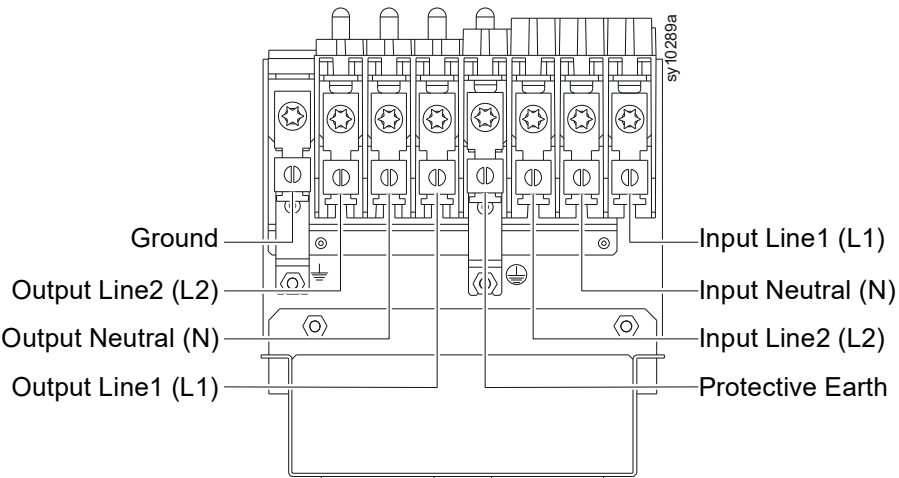 sy10289a
Ground
Output Line2 (L2)
Output Neutral (N)
Output Line1 (L1)
Input Line1 (L1)
Input Neutral (N)
Input Line2 (L2)
Protective Earth